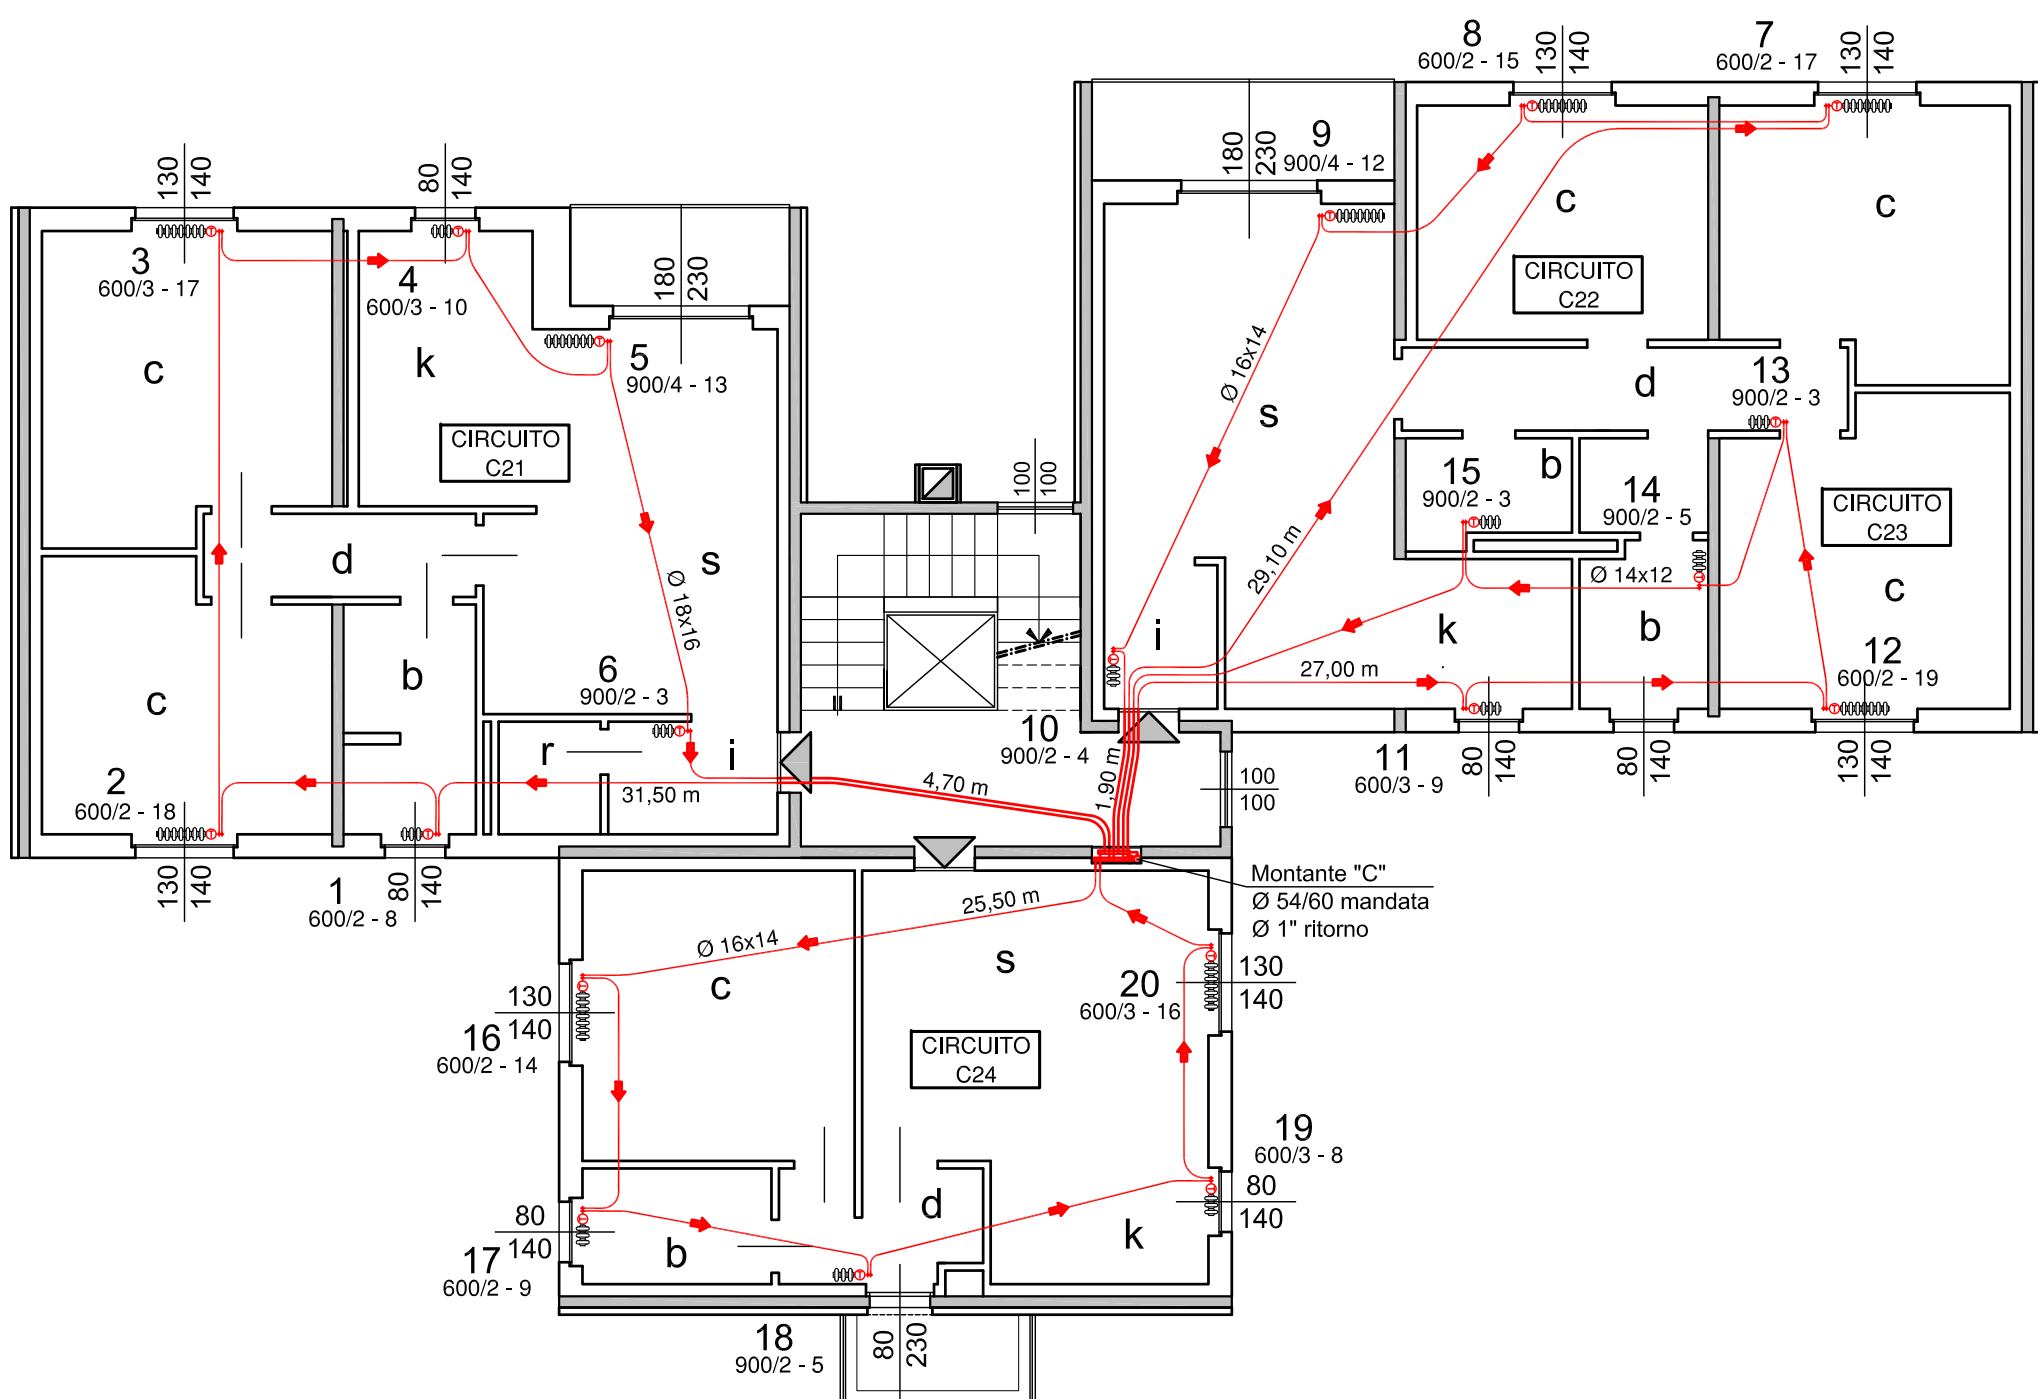 8
600/2 - 15
130
140
7
600/2 - 17
130
140
9
900/4 - 12
180
230
130
140
80
140
180
230
3
600/3 - 17
4
600/3 - 10
5
900/4 - 13
c
k
c
c
CIRCUITO
C22
CIRCUITO
C21
Ø 16x14
s
d
13
900/2 - 3
100
100
15
900/2 - 3
b
14
900/2 - 5
CIRCUITO
C23
d
s
Ø 18x16
29,10 m
Ø 14x12
c
c
b
6
900/2 - 3
i
k
b
27,00 m
12
600/2 - 19
r
i
10
900/2 - 4
11
600/3 - 9
80
140
80
140
130
140
2
600/2 - 18
31,50 m
4,70 m
1,90 m
100
100
130
140
1
600/2 - 8
80
140
Montante "C"
Ø 54/60 mandata
Ø 1" ritorno
25,50 m
Ø 16x14
c
s
130
140
16
600/2 - 14
20
600/3 - 16
130
140
CIRCUITO
C24
19
600/3 - 8
80
140
80
140
17
600/2 - 9
b
d
k
18
900/2 - 5
80
230